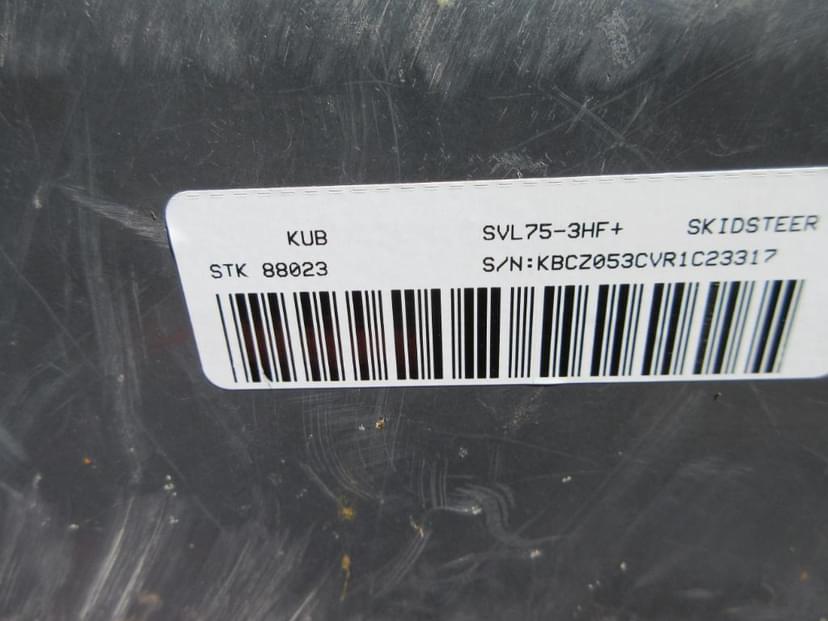 KUB SVL75-3HF+ SKIDSTEER
STK 88023 S/N:KBCZ053CVR1C23317